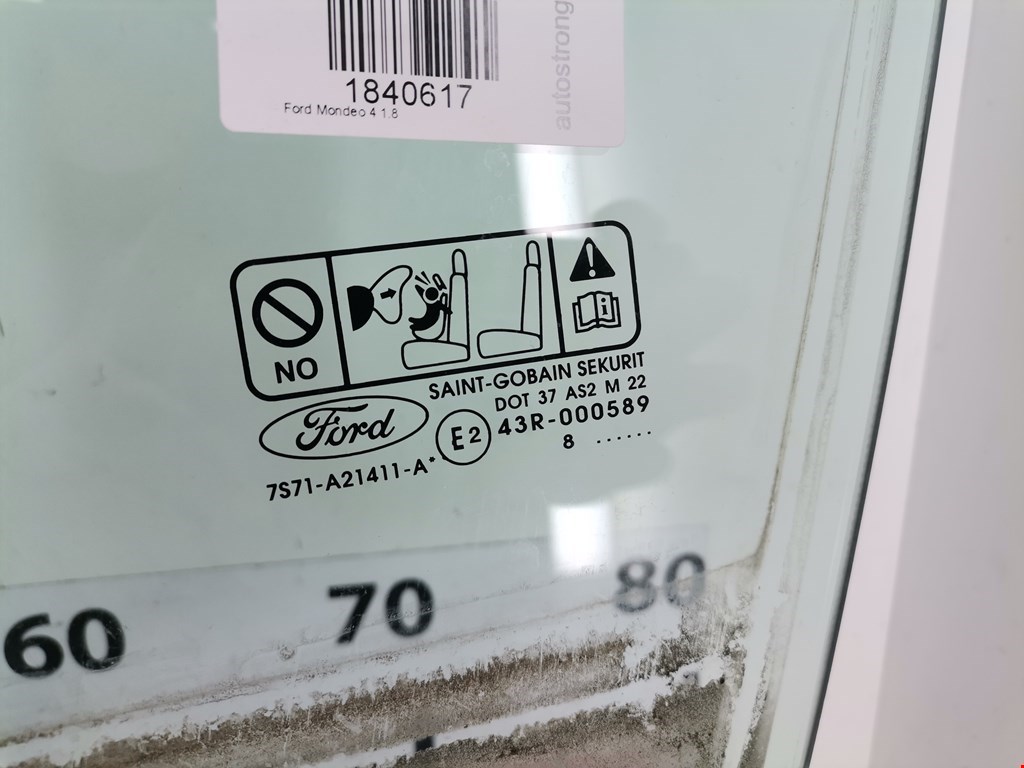 autostrong
1840617
Ford Mondeo 4 1.8
NO
SAINT-GOBAIN SEKURIT
DOT 37 AS2 M 22
Ford
E2
43R-000589
8 ......
7S71-A21411-A*
60
70
80